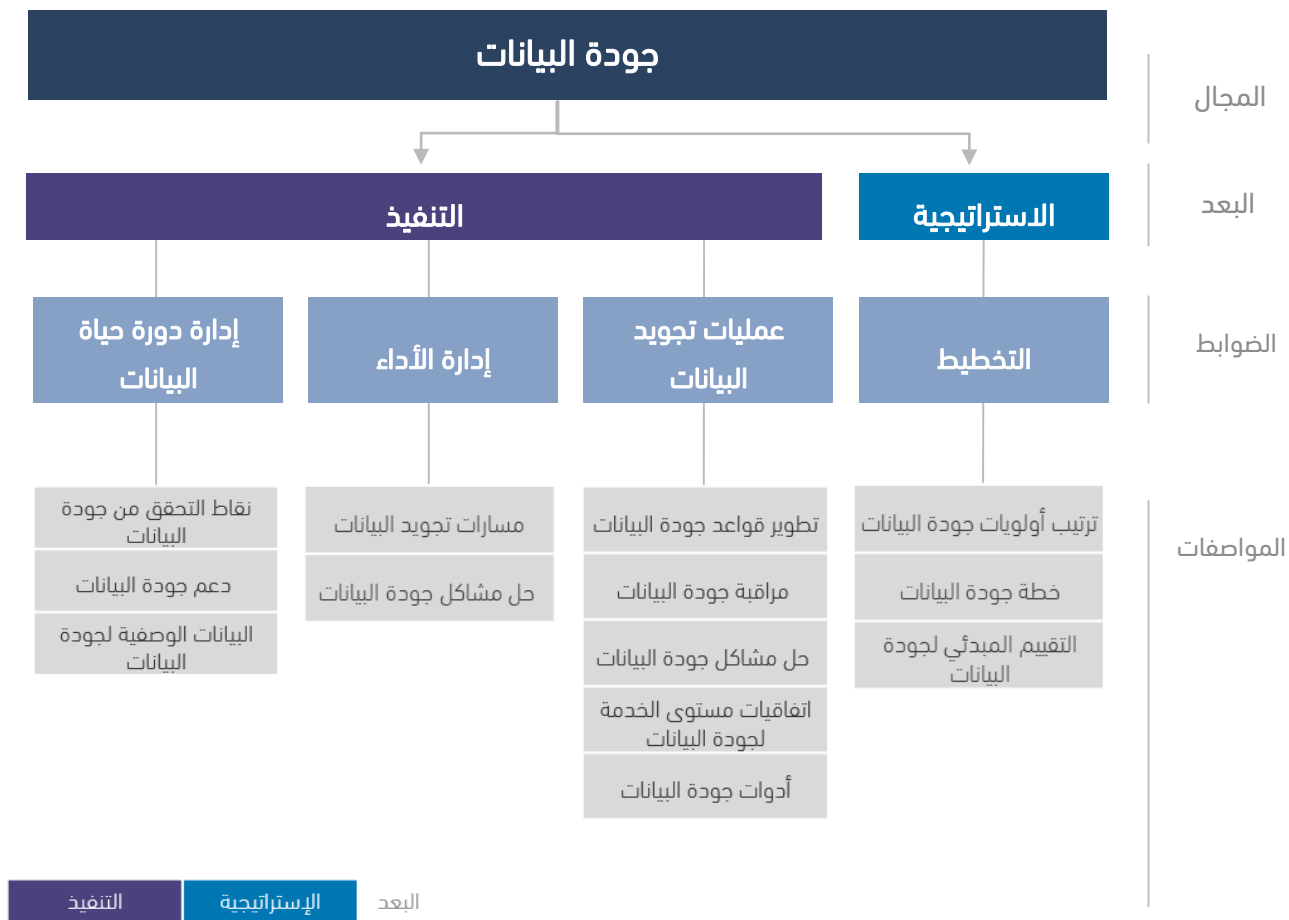 جودة البيانات
المجال
البعد
الاستراتيجية
التنفيذ
الضوابط
التخطيط
عمليات تجويد
البيانات
إدارة الأداء
إدارة دورة حياة
البيانات
المواصفات
ترتيب أولويات جودة البيانات
خطة جودة البيانات
التقييم المبدئي لجودة
البيانات
تطوير قواعد جودة البيانات
مراقبة جودة البيانات
حل مشاكل جودة البيانات
اتفاقيات مستوى الخدمة
لجودة البيانات
أدوات جودة البيانات
مسارات تجويد البيانات
حل مشاكل جودة البيانات
نقاط التحقق من جودة
البيانات
دعم جودة البيانات
البيانات الوصفية لجودة
البيانات
البعد
الإستراتيجية
التنفيذ